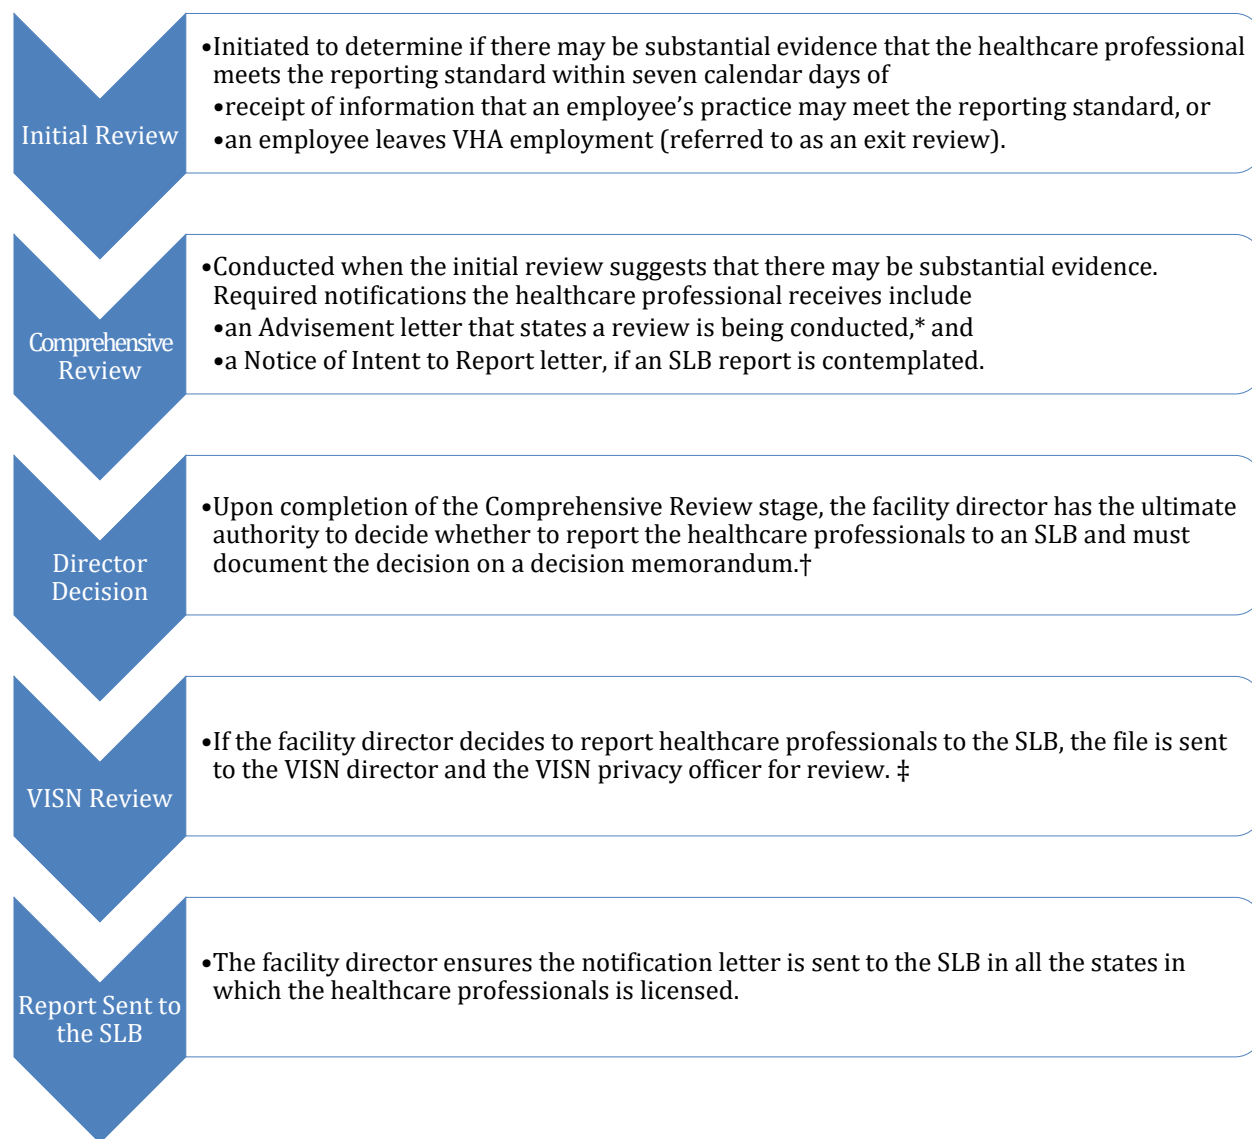 Initial Review
•Initiated to determine if there may be substantial evidence that the healthcare professional
meets the reporting standard within seven calendar days of
•receipt of information that an employee’s practice may meet the reporting standard, or
•an employee leaves VHA employment (referred to as an exit review).
Comprehensive
Review
•Conducted when the initial review suggests that there may be substantial evidence.
Required notifications the healthcare professional receives include
•an Advisement letter that states a review is being conducted,* and
•a Notice of Intent to Report letter, if an SLB report is contemplated.
Director
Decision
•Upon completion of the Comprehensive Review stage, the facility director has the ultimate
authority to decide whether to report the healthcare professionals to an SLB and must
document the decision on a decision memorandum.†
VISN Review
•If the facility director decides to report healthcare professionals to the SLB, the file is sent
to the VISN director and the VISN privacy officer for review. ‡
Report Sent to
the SLB
•The facility director ensures the notification letter is sent to the SLB in all the states in
which the healthcare professionals is licensed.